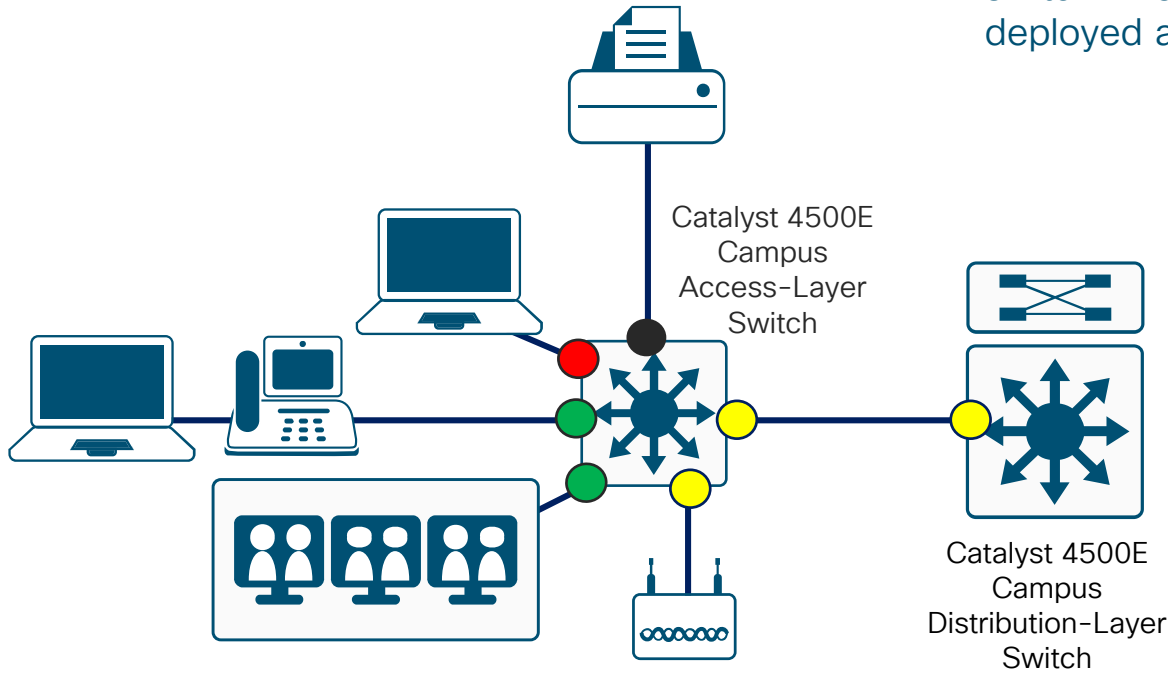 deployed a
Catalyst 4500E
Campus
Access-Layer
Switch
Catalyst 4500E
Campus
Distribution-Layer
Switch